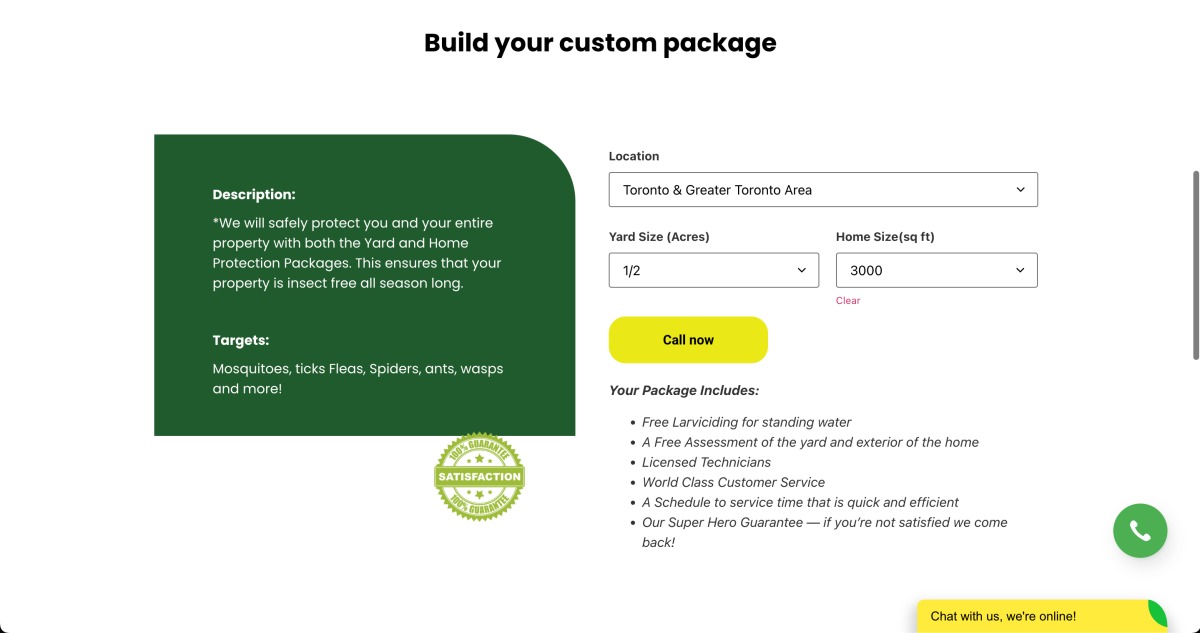 Build your custom package
Description:
*We will safely protect you and your entire
property with both the Yard and Home
Protection Packages. This ensures that your
property is insect free all season long.
Targets:
Mosquitoes, ticks Fleas, Spiders, ants, wasps
and more!
100% GUARANTEE
SATISFACTION
100% GUARANTEE
Location
Toronto & Greater Toronto Area
Yard Size (Acres)
Home Size(sq ft)
1/2
3000
Clear
Call now
Your Package Includes:
• Free Larviciding for standing water
• A Free Assessment of the yard and exterior of the home
• Licensed Technicians
• World Class Customer Service
• A Schedule to service time that is quick and efficient
• Our Super Hero Guarantee — if you’re not satisfied we come
back!
Chat with us, we're online!